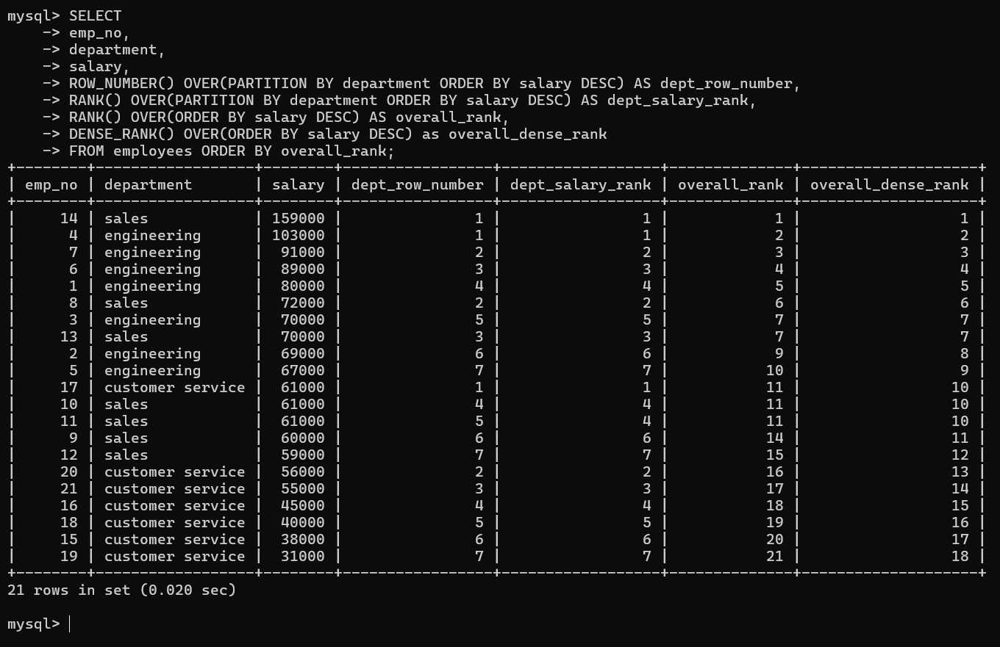 mysql> SELECT
    -> emp_no,
    -> department,
    -> salary,
    -> ROW_NUMBER() OVER(PARTITION BY department ORDER BY salary DESC) AS dept_row_number,
    -> RANK() OVER(PARTITION BY department ORDER BY salary DESC) AS dept_salary_rank,
    -> RANK() OVER(ORDER BY salary DESC) AS overall_rank,
    -> DENSE_RANK() OVER(ORDER BY salary DESC) as overall_dense_rank
    -> FROM employees ORDER BY overall_rank;
+--------+------------------+--------+-----------------+------------------+--------------+--------------------+
| emp_no | department       | salary | dept_row_number | dept_salary_rank | overall_rank | overall_dense_rank |
+--------+------------------+--------+-----------------+------------------+--------------+--------------------+
|     14 | sales            | 159000 |               1 |                1 |            1 |                  1 |
|      4 | engineering      | 103000 |               1 |                1 |            2 |                  2 |
|      7 | engineering      |  91000 |               2 |                2 |            3 |                  3 |
|      6 | engineering      |  89000 |               3 |                3 |            4 |                  4 |
|      1 | engineering      |  80000 |               4 |                4 |            5 |                  5 |
|      8 | sales            |  72000 |               2 |                2 |            6 |                  6 |
|      3 | engineering      |  70000 |               5 |                5 |            7 |                  7 |
|     13 | sales            |  70000 |               3 |                3 |            7 |                  7 |
|      2 | engineering      |  69000 |               6 |                6 |            9 |                  8 |
|      5 | engineering      |  67000 |               7 |                7 |           10 |                  9 |
|     17 | customer service |  61000 |               1 |                1 |           11 |                 10 |
|     10 | sales            |  61000 |               4 |                4 |           11 |                 10 |
|     11 | sales            |  61000 |               5 |                4 |           11 |                 10 |
|      9 | sales            |  60000 |               6 |                6 |           14 |                 11 |
|     12 | sales            |  59000 |               7 |                7 |           15 |                 12 |
|     20 | customer service |  56000 |               2 |                2 |           16 |                 13 |
|     21 | customer service |  55000 |               3 |                3 |           17 |                 14 |
|     16 | customer service |  45000 |               4 |                4 |           18 |                 15 |
|     18 | customer service |  40000 |               5 |                5 |           19 |                 16 |
|     15 | customer service |  38000 |               6 |                6 |           20 |                 17 |
|     19 | customer service |  31000 |               7 |                7 |           21 |                 18 |
+--------+------------------+--------+-----------------+------------------+--------------+--------------------+
21 rows in set (0.020 sec)
mysql>